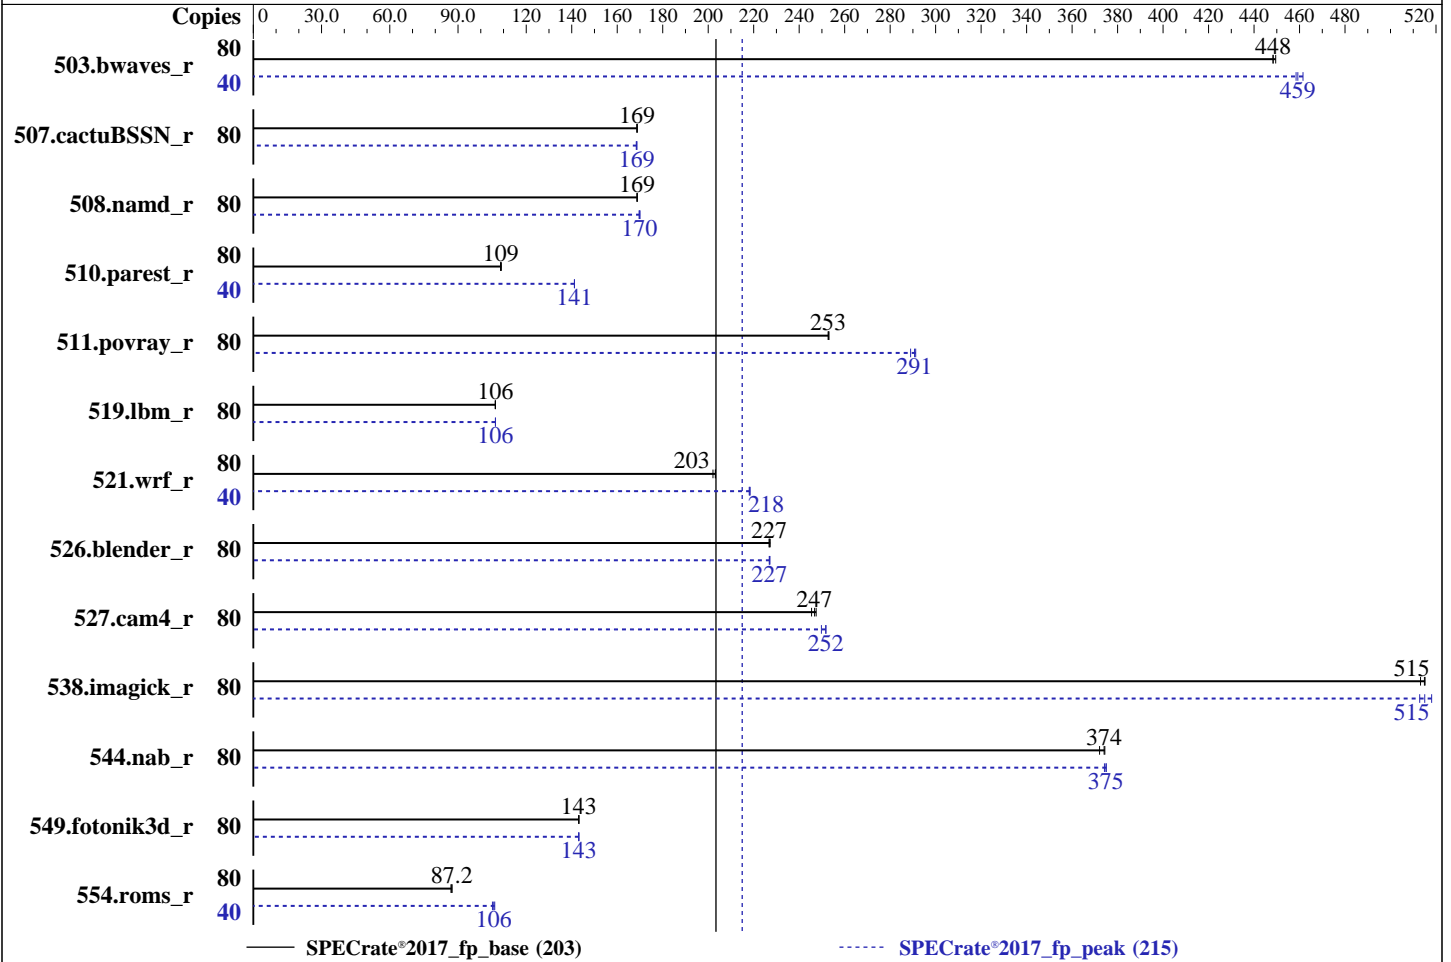 Copies 0 30.0 60.0 90.0 120 140 160 180 200 220 240 260 280 300 320 340 360 380 400 420 440 460 480 520
503.bwaves_r 80 448
40 459
507.cactuBSSN_r 80 169
169
508.namd_r 80 169
170
510.parest_r 80 109
40 141
511.povray_r 80 253
291
519.lbm_r 80 106
106
521.wrf_r 80 203
40 218
526.blender_r 80 227
227
527.cam4_r 80 247
252
538.imagick_r 80 515
515
544.nab_r 80 374
375
549.fotonik3d_r 80 143
143
554.roms_r 80 87.2
40 106
SPECrate®2017_fp_base (203) SPECrate®2017_fp_peak (215)